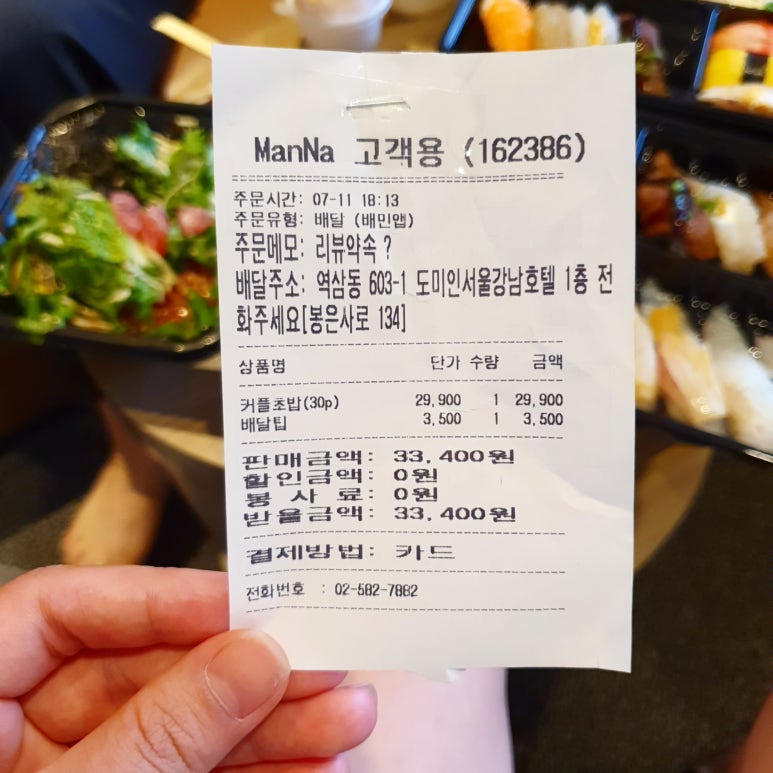 ManNa 고객용 (162386)
주문시간: 07-11 18:13
주문유형: 배달 (배민앱)
주문메모: 리뷰약속 ?
배달주소: 역삼동 603-1 도미인서울강남호텔 1층 전
화주세요[봉은사로 134]
상품명 단가 수량 금액
커플초밥(30p) 29,900 1 29,900
배달팁 3,500 1 3,500
판매금액: 33,400원
할인금액: 0원
봉 사 료: 0원
받을금액: 33,400원
결제방법: 카드
전화번호 : 02-582-7882